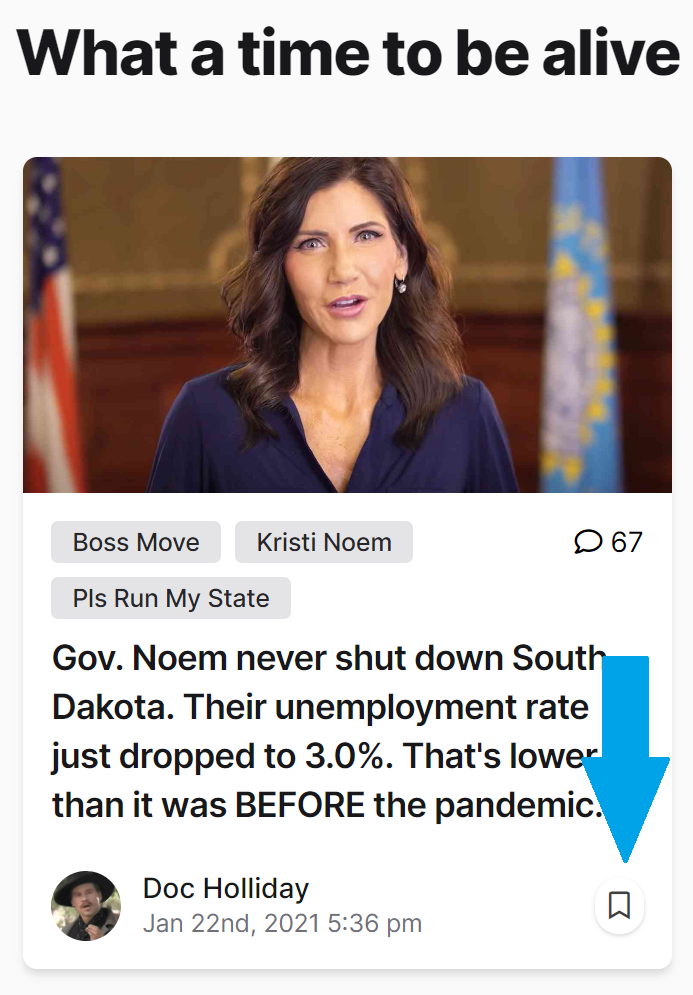 What a time to be alive
Boss Move
Kristi Noem
67
Pls Run My State
Gov. Noem never shut down South
Dakota. Their unemployment rate
just dropped to 3.0%. That's lower
than it was BEFORE the pandemic.
Doc Holliday
Jan 22nd, 2021 5:36 pm